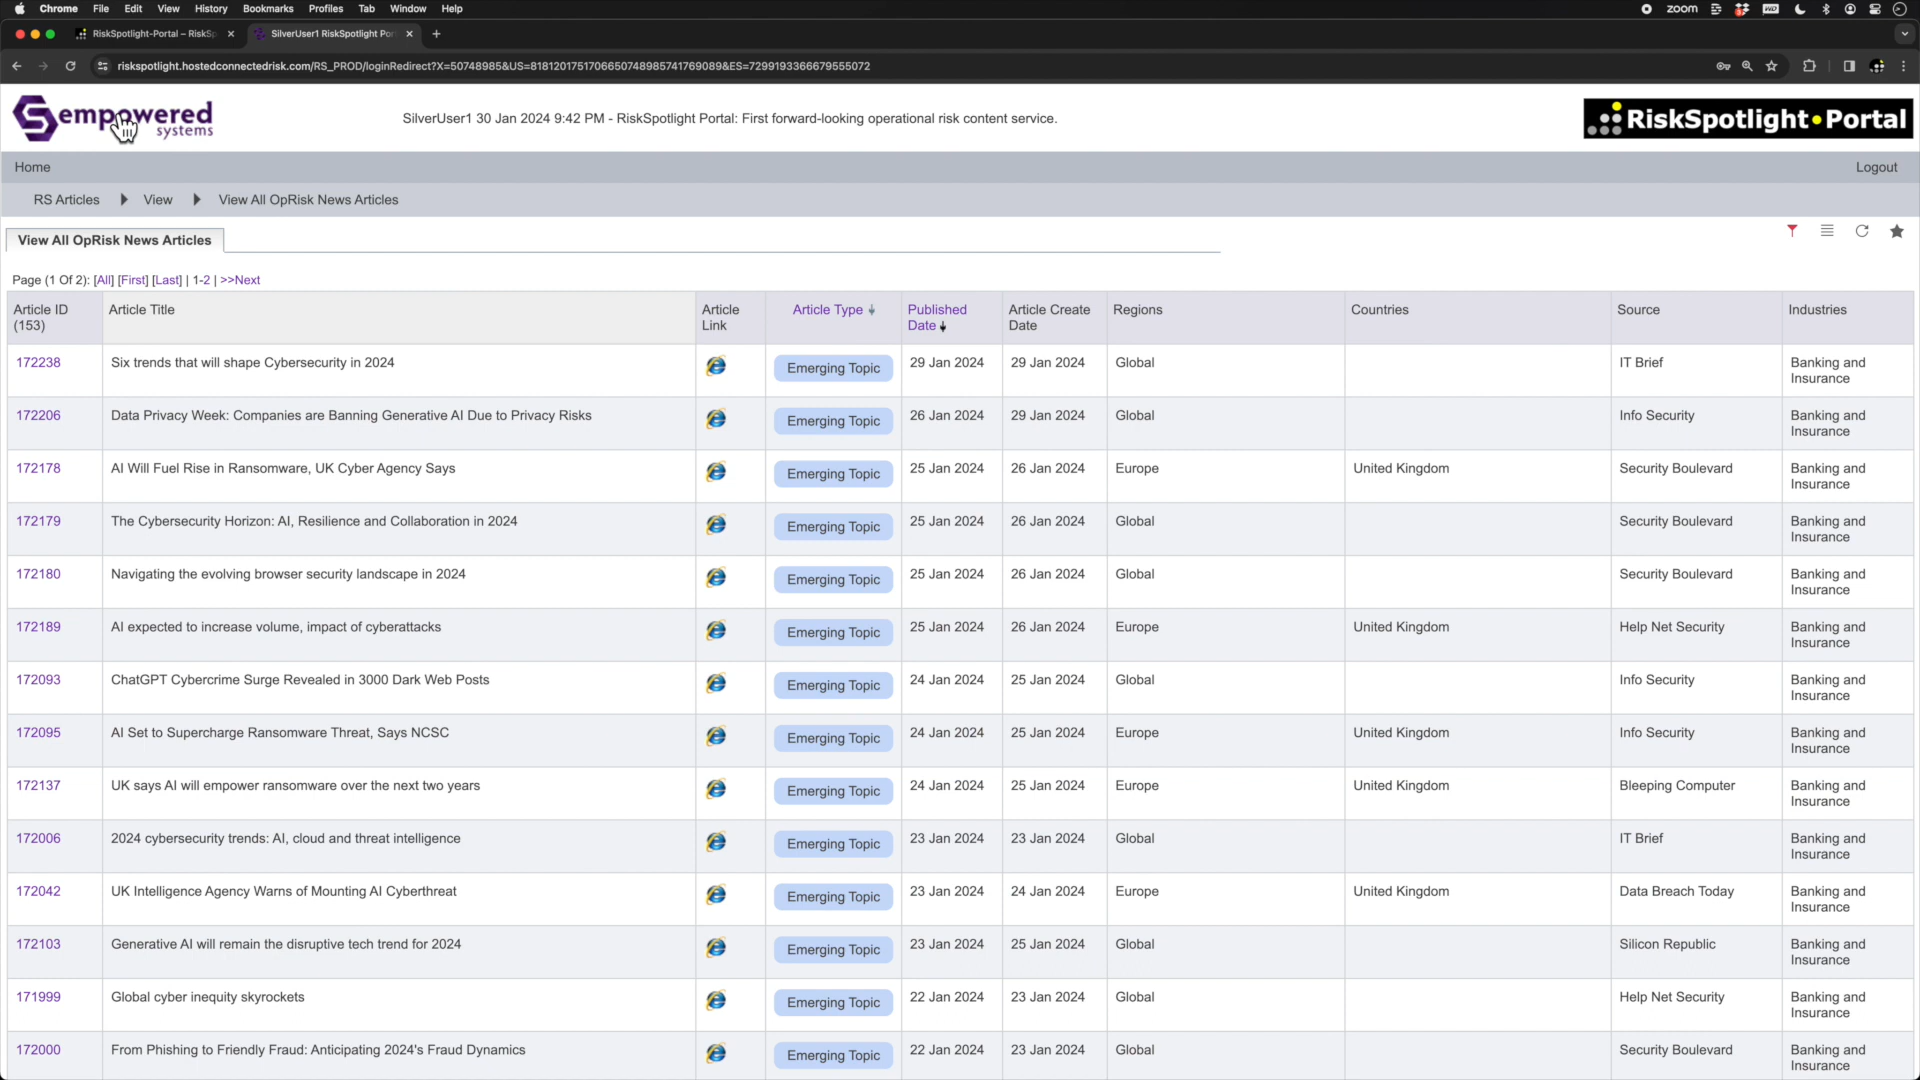 Chrome File Edit View History Bookmarks Profiles Tab Window Help zoom
RiskSpotlight-Portal – RiskSp SilverUser1 RiskSpotlight Por
riskspotlight.hostedconnectedrisk.com/RS_PROD/loginRedirect?X=50748985&US=8181201751706650748985741769089&ES=7299193366679555072
empowered systems
SilverUser1 30 Jan 2024 9:42 PM - RiskSpotlight Portal: First forward-looking operational risk content service.
RiskSpotlight Portal
Home Logout
RS Articles View View All OpRisk News Articles
View All OpRisk News Articles
Page (1 Of 2): [All] [First] [Last] | 1-2 | >>Next
Article ID (153) Article Title Article Link Article Type Published Date Article Create Date Regions Countries Source Industries
172238 Six trends that will shape Cybersecurity in 2024 Emerging Topic 29 Jan 2024 29 Jan 2024 Global IT Brief Banking and Insurance
172206 Data Privacy Week: Companies are Banning Generative AI Due to Privacy Risks Emerging Topic 26 Jan 2024 29 Jan 2024 Global Info Security Banking and Insurance
172178 AI Will Fuel Rise in Ransomware, UK Cyber Agency Says Emerging Topic 25 Jan 2024 26 Jan 2024 Europe United Kingdom Security Boulevard Banking and Insurance
172179 The Cybersecurity Horizon: AI, Resilience and Collaboration in 2024 Emerging Topic 25 Jan 2024 26 Jan 2024 Global Security Boulevard Banking and Insurance
172180 Navigating the evolving browser security landscape in 2024 Emerging Topic 25 Jan 2024 26 Jan 2024 Global Security Boulevard Banking and Insurance
172189 AI expected to increase volume, impact of cyberattacks Emerging Topic 25 Jan 2024 26 Jan 2024 Europe United Kingdom Help Net Security Banking and Insurance
172093 ChatGPT Cybercrime Surge Revealed in 3000 Dark Web Posts Emerging Topic 24 Jan 2024 25 Jan 2024 Global Info Security Banking and Insurance
172095 AI Set to Supercharge Ransomware Threat, Says NCSC Emerging Topic 24 Jan 2024 25 Jan 2024 Europe United Kingdom Info Security Banking and Insurance
172137 UK says AI will empower ransomware over the next two years Emerging Topic 24 Jan 2024 25 Jan 2024 Europe United Kingdom Bleeping Computer Banking and Insurance
172006 2024 cybersecurity trends: AI, cloud and threat intelligence Emerging Topic 23 Jan 2024 23 Jan 2024 Global IT Brief Banking and Insurance
172042 UK Intelligence Agency Warns of Mounting AI Cyberthreat Emerging Topic 23 Jan 2024 24 Jan 2024 Europe United Kingdom Data Breach Today Banking and Insurance
172103 Generative AI will remain the disruptive tech trend for 2024 Emerging Topic 23 Jan 2024 25 Jan 2024 Global Silicon Republic Banking and Insurance
171999 Global cyber inequity skyrockets Emerging Topic 22 Jan 2024 23 Jan 2024 Global Help Net Security Banking and Insurance
172000 From Phishing to Friendly Fraud: Anticipating 2024's Fraud Dynamics Emerging Topic 22 Jan 2024 23 Jan 2024 Global Security Boulevard Banking and Insurance